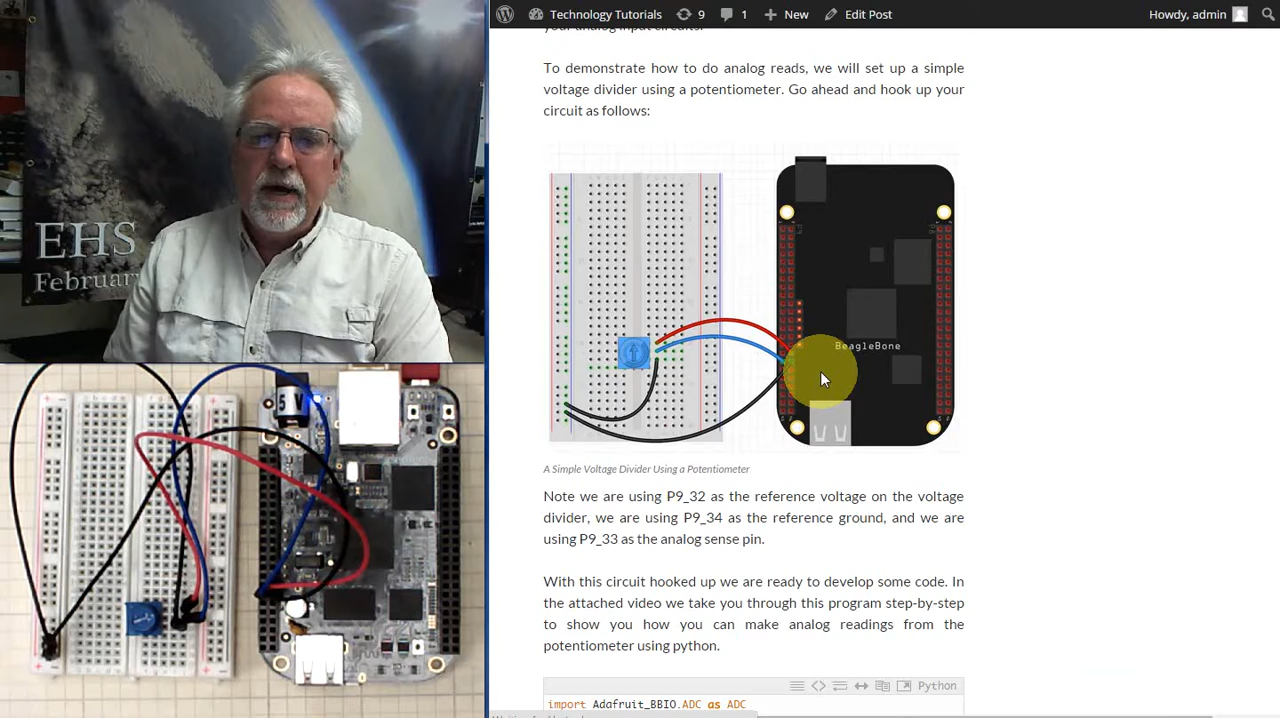 Technology Tutorials
9
1
New
Edit Post
Howdy, admin
your analog input circuits.
To demonstrate how to do analog reads, we will set up a simple
voltage divider using a potentiometer. Go ahead and hook up your
circuit as follows:
BeagleBone
A Simple Voltage Divider Using a Potentiometer
Note we are using P9_32 as the reference voltage on the voltage
divider, we are using P9_34 as the reference ground, and we are
using P9_33 as the analog sense pin.
With this circuit hooked up we are ready to develop some code. In
the attached video we take you through this program step-by-step
to show you how you can make analog readings from the
potentiometer using python.
Python
import Adafruit_BBIO.ADC as ADC
EHS
February
5 V